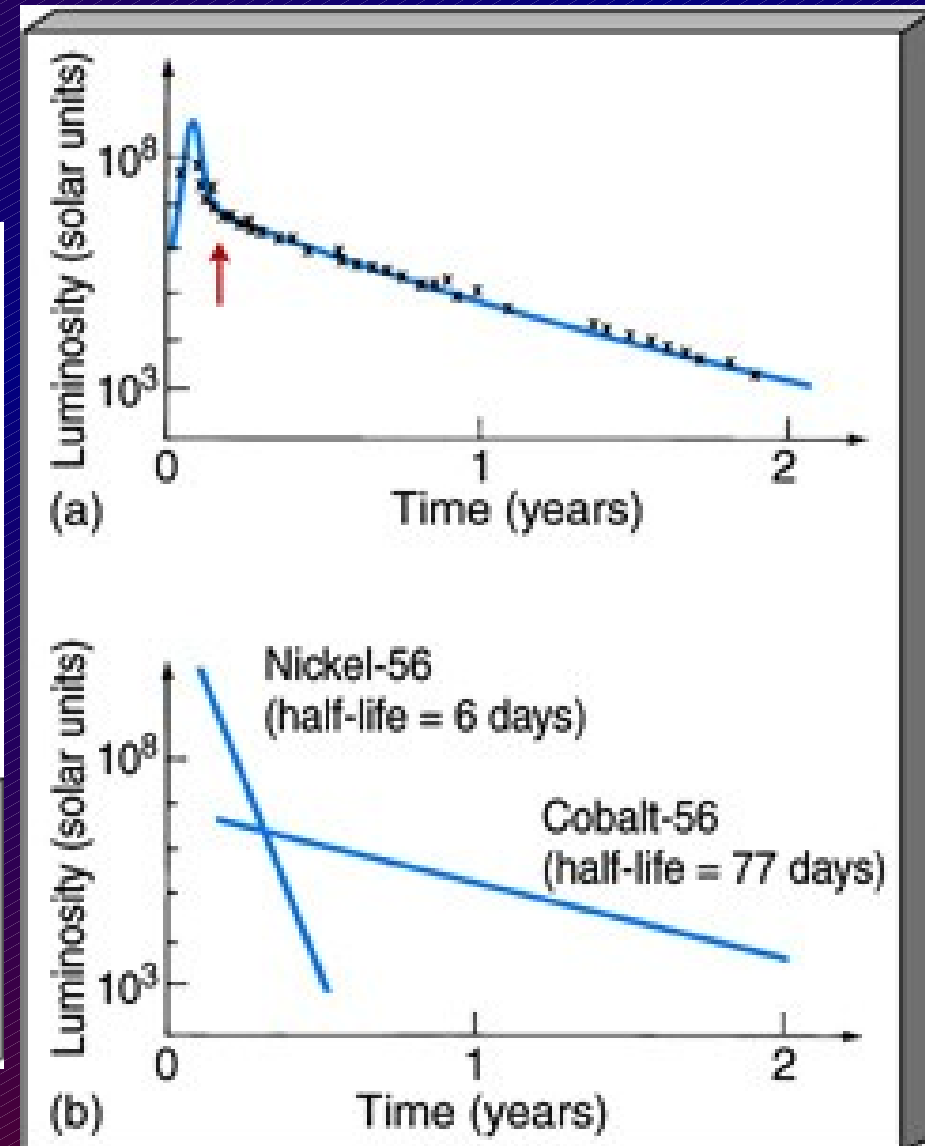 Luminosity (solar units)
10⁸
10³
0
1
2
Time (years)
(a)
Luminosity (solar units)
10⁸
10³
Nickel-56
(half-life = 6 days)
Cobalt-56
(half-life = 77 days)
0
1
2
Time (years)
(b)